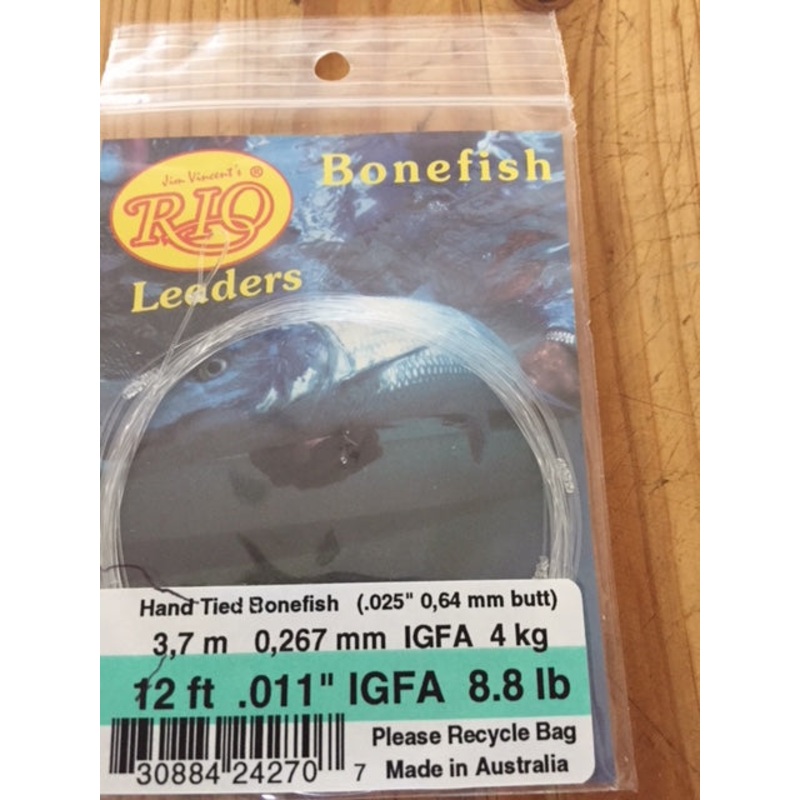 Jim Vincent's ®
RIO
Bonefish
Leaders
Hand Tied Bonefish (.025" 0,64 mm butt)
3,7 m 0,267 mm IGFA 4 kg
12 ft .011" IGFA 8.8 lb
Please Recycle Bag
30884 24270 7
Made in Australia